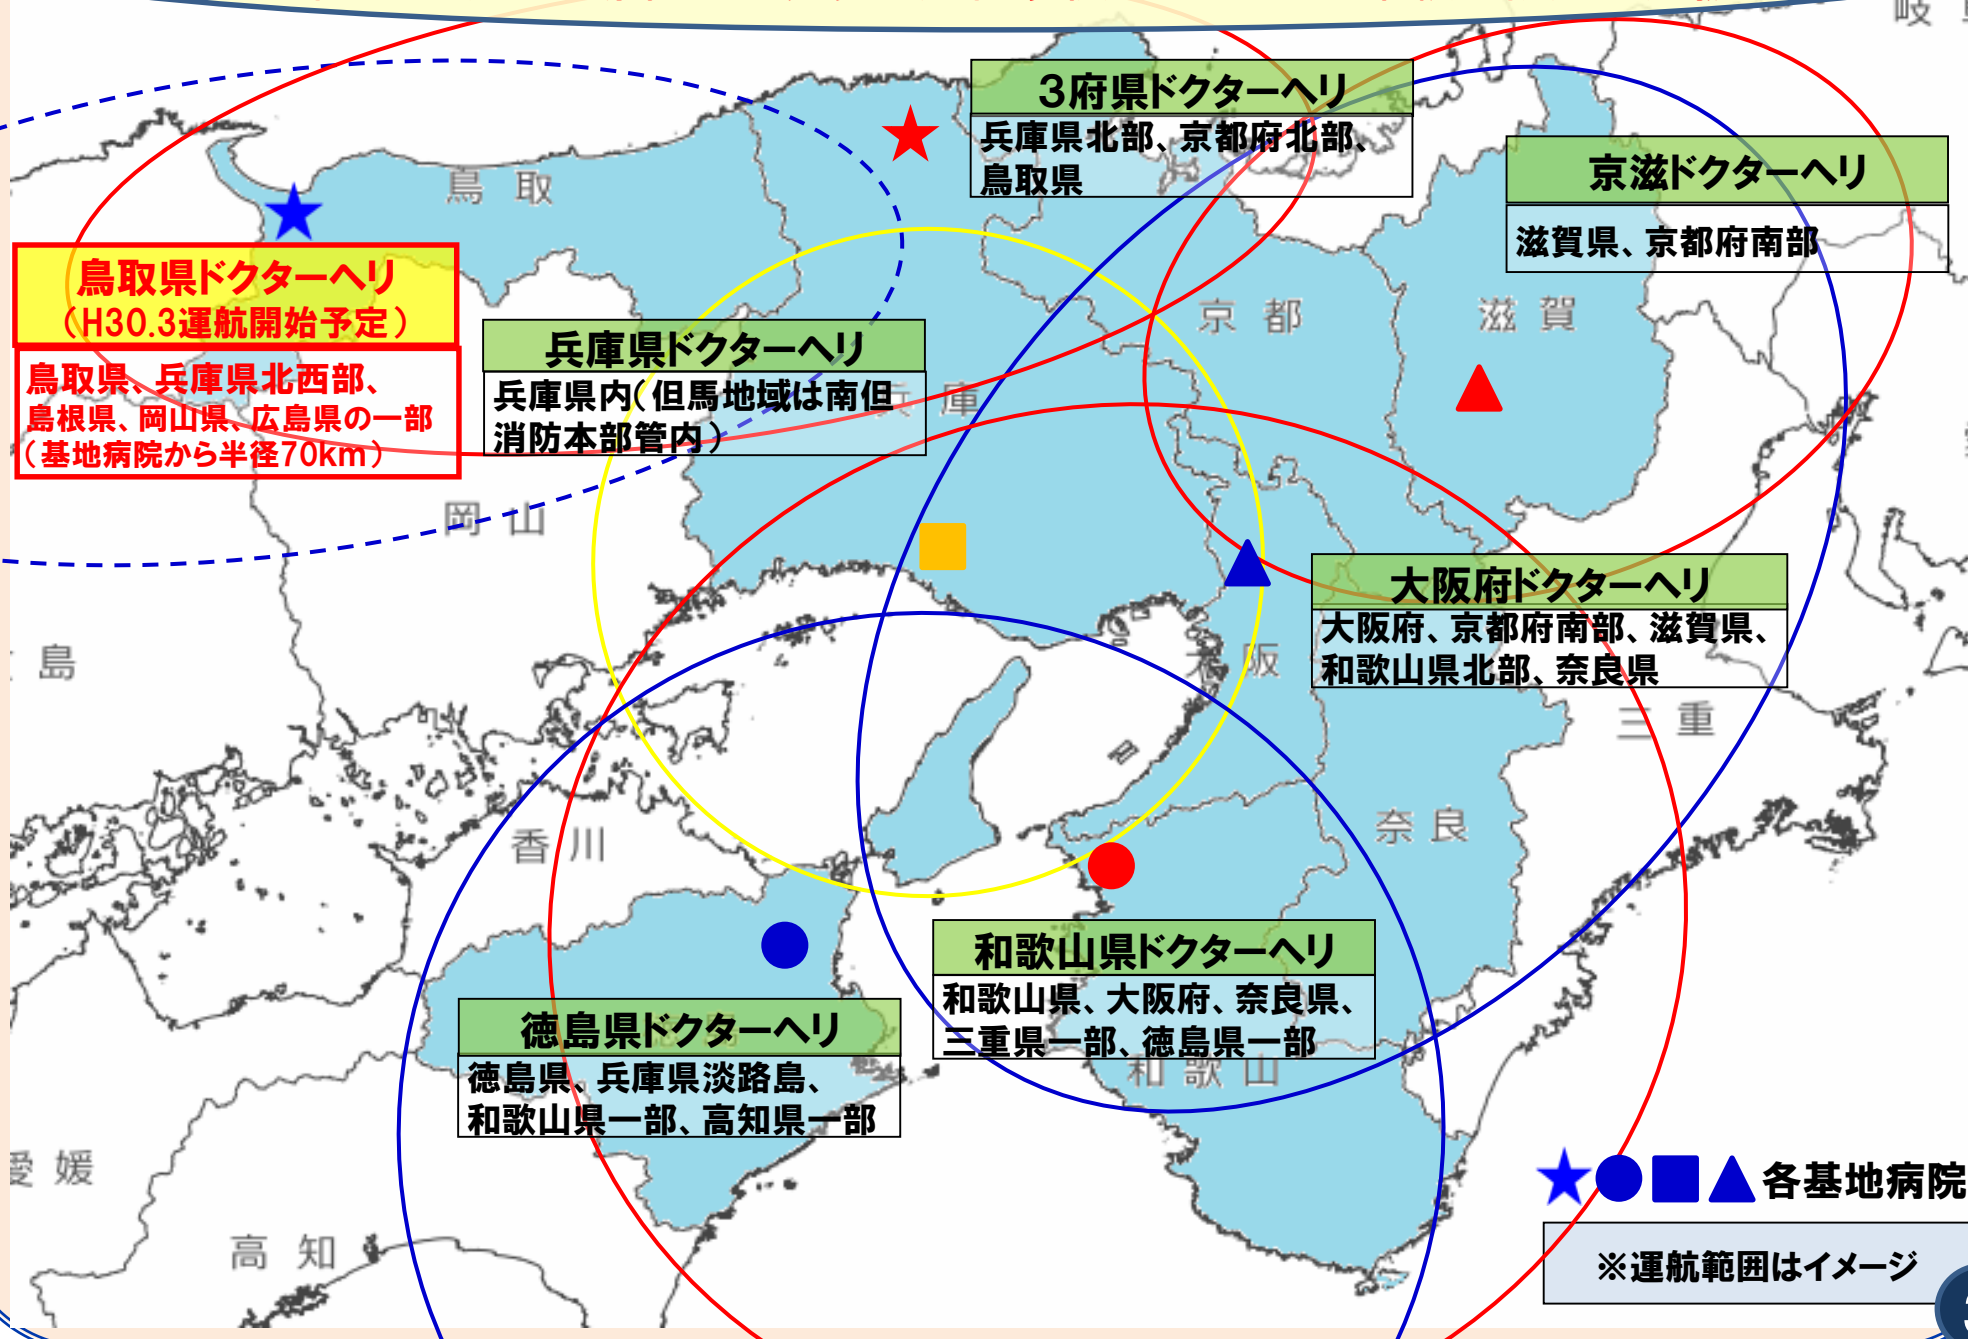 3府県ドクターヘリ
兵庫県北部、京都府北部、
鳥取県
京滋ドクターヘリ
滋賀県、京都府南部
鳥取
鳥取県ドクターヘリ
（H30.3運航開始予定）
鳥取県、兵庫県北西部、
島根県、岡山県、広島県の一部
（基地病院から半径70km）
兵庫県ドクターヘリ
兵庫県内（但馬地域は南但
消防本部管内）
兵庫
京都
滋賀
岡山
大阪府ドクターヘリ
大阪府、京都府南部、滋賀県、
和歌山県北部、奈良県
島
大阪
三重
香川
奈良
和歌山県ドクターヘリ
和歌山県、大阪府、奈良県、
三重県一部、徳島県一部
和歌山
徳島県ドクターヘリ
徳島県、兵庫県淡路島、
和歌山県一部、高知県一部
愛媛
高知
各基地病院
※運航範囲はイメージ